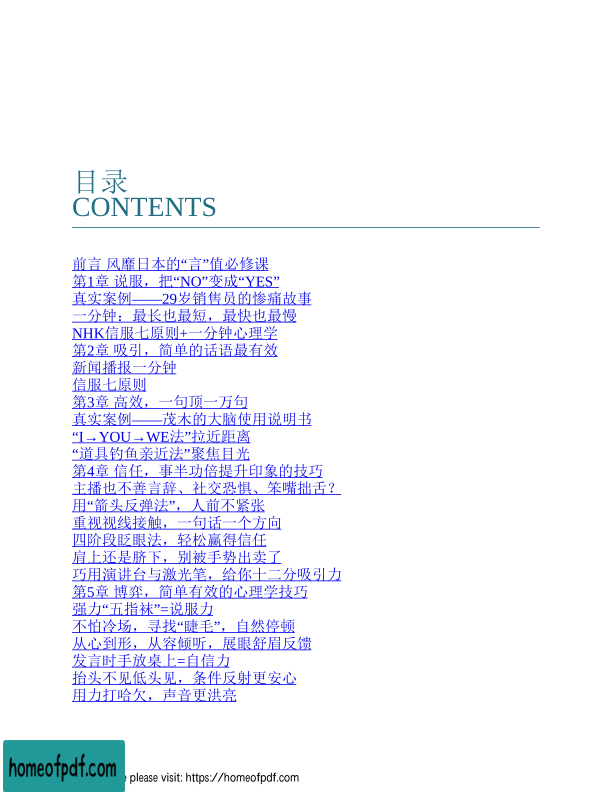 目录
CONTENTS
前言 风靡日本的“言”值必修课
第1章 说服，把“NO”变成“YES”
真实案例——29岁销售员的惨痛故事
一分钟：最长也最短，最快也最慢
NHK信服七原则+一分钟心理学
第2章 吸引，简单的话语最有效
新闻播报一分钟
信服七原则
第3章 高效，一句顶一万句
真实案例——茂木的大脑使用说明书
“I→YOU→WE法”拉近距离
“道具钓鱼亲近法”聚焦目光
第4章 信任，事半功倍提升印象的技巧
主播也不善言辞、社交恐惧、笨嘴拙舌？
用“箭头反弹法”，人前不紧张
重视视线接触，一句话一个方向
四阶段眨眼法，轻松赢得信任
肩上还是脐下，别被手势出卖了
巧用演讲台与激光笔，给你十二分吸引力
第5章 博弈，简单有效的心理学技巧
强力“五指袜”=说服力
不怕冷场，寻找“睫毛”，自然停顿
从心到形，从容倾听，展眼舒眉反馈
发言时手放桌上=自信力
抬头不见低头见，条件反射更安心
用力打哈欠，声音更洪亮
homeofpdf.com
e please visit: https://homeofpdf.com